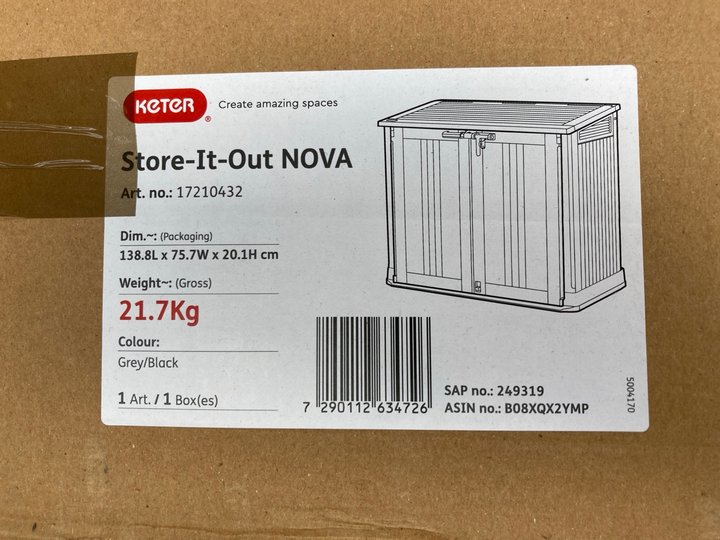 KETER ® Create amazing spaces
Store-It-Out NOVA
Art. no.: 17210432
Dim.~: (Packaging)
138.8L x 75.7W x 20.1H cm
Weight~: (Gross)
21.7Kg
Colour:
Grey/Black
1 Art. / 1 Box(es)
7 290112 634726
SAP no.: 249319
ASIN no.: B08XQX2YMP
5004170